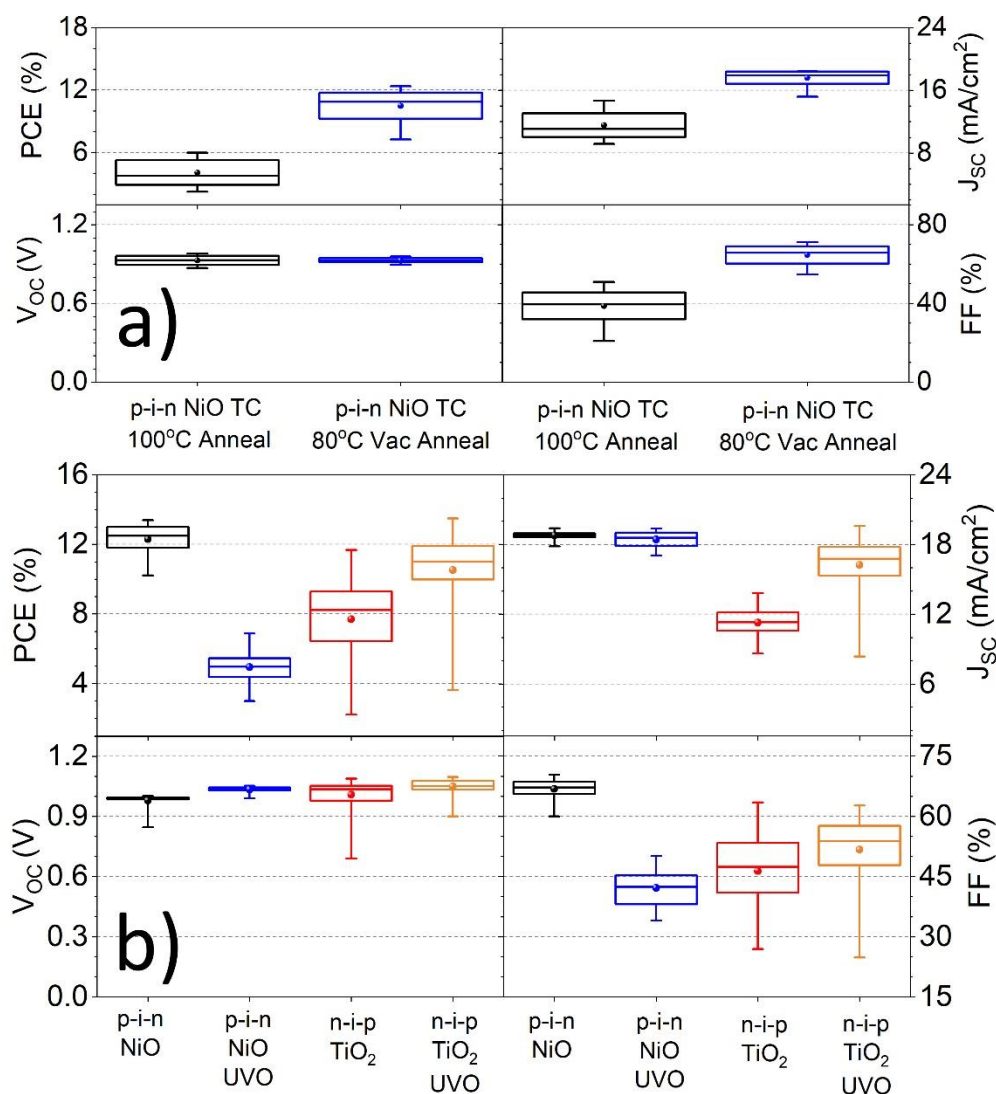 18
12
6
PCE (%)
24
16
8
J_SC (mA/cm²)
1.2
0.6
0.0
V_OC (V)
80
40
0
FF (%)
a)
p-i-n NiO TC
100°C Anneal
p-i-n NiO TC
80°C Vac Anneal
p-i-n NiO TC
100°C Anneal
p-i-n NiO TC
80°C Vac Anneal
16
12
8
4
PCE (%)
24
18
12
6
J_SC (mA/cm²)
1.2
0.9
0.6
0.3
0.0
V_OC (V)
75
60
45
30
15
FF (%)
b)
p-i-n
NiO
p-i-n
NiO
UVO
n-i-p
TiO₂
n-i-p
TiO₂
UVO
p-i-n
NiO
p-i-n
NiO
UVO
n-i-p
TiO₂
n-i-p
TiO₂
UVO